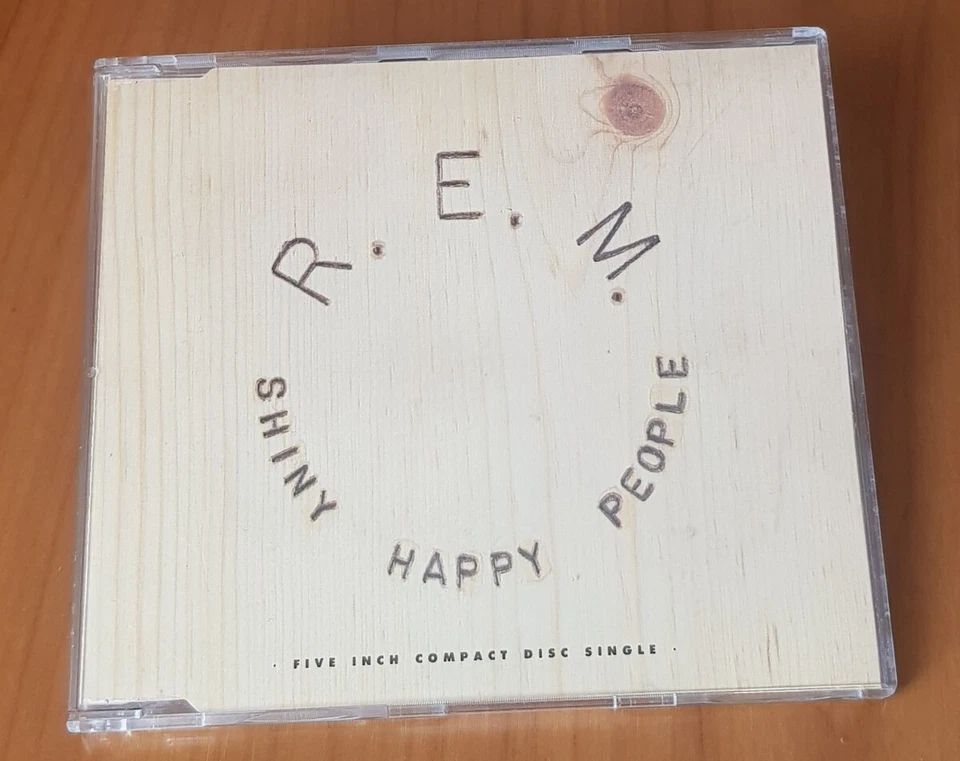 R.E.M.
SHINY HAPPY PEOPLE
· FIVE INCH COMPACT DISC SINGLE ·